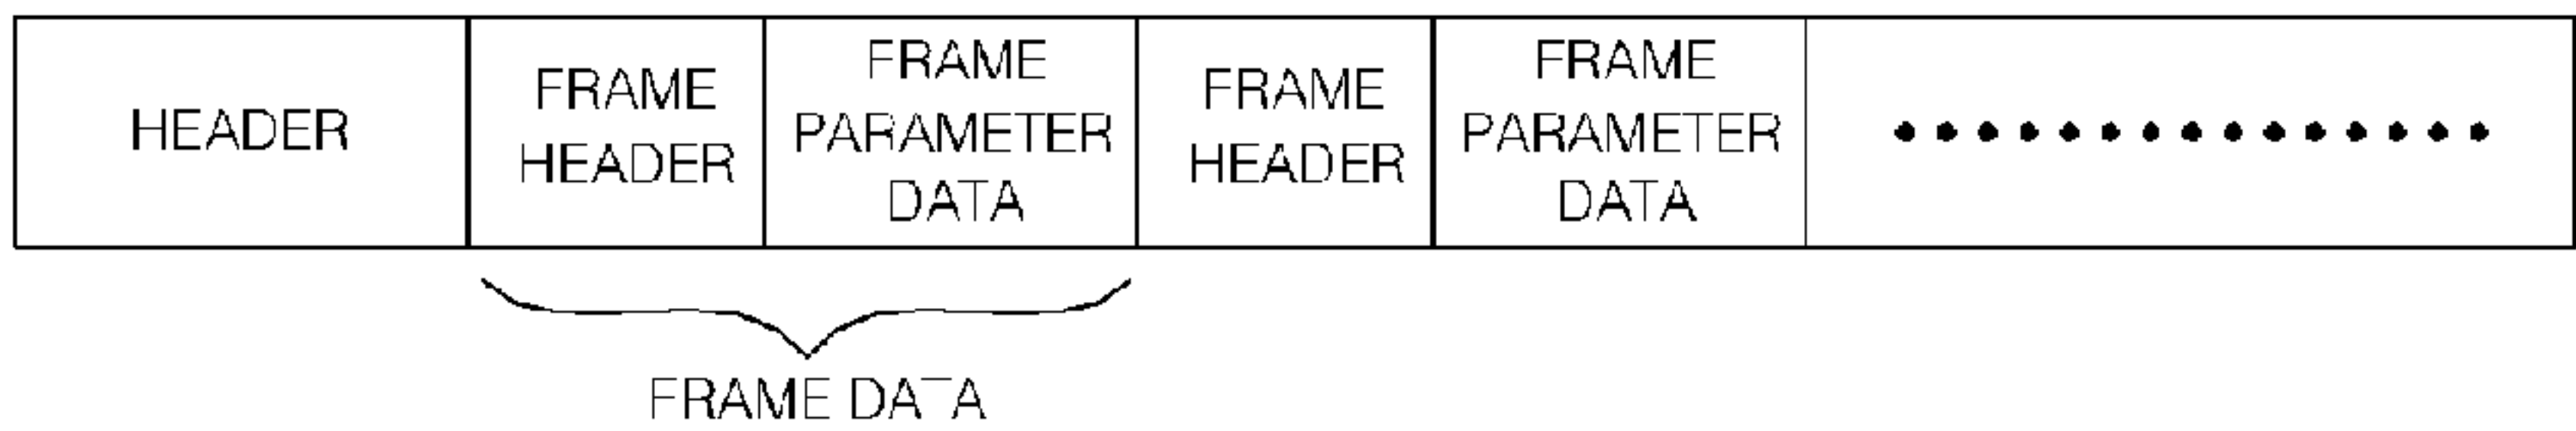 HEADER
FRAME
HEADER
FRAME
PARAMETER
DATA
FRAME
HEADER
FRAME
PARAMETER
DATA
FRAME DATA